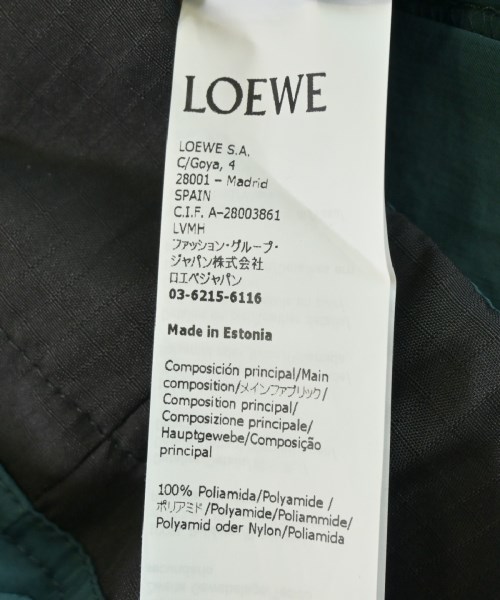 LOEWE
LOEWE S.A.
C/Goya, 4
28001 – Madrid
SPAIN
C.I.F. A–28003861
LVMH
ファッション・グループ・
ジャパン株式会社
ロエベジャパン
03-6215-6116
Made in Estonia
Composición principal/Main
composition/メインファブリック/
Composition principal/
Composizione principale/
Hauptgewebe/Composição
principal
100% Poliamida/Polyamide /
ポリアミド/Polyamide/Poliammide/
Polyamid oder Nylon/Poliamida